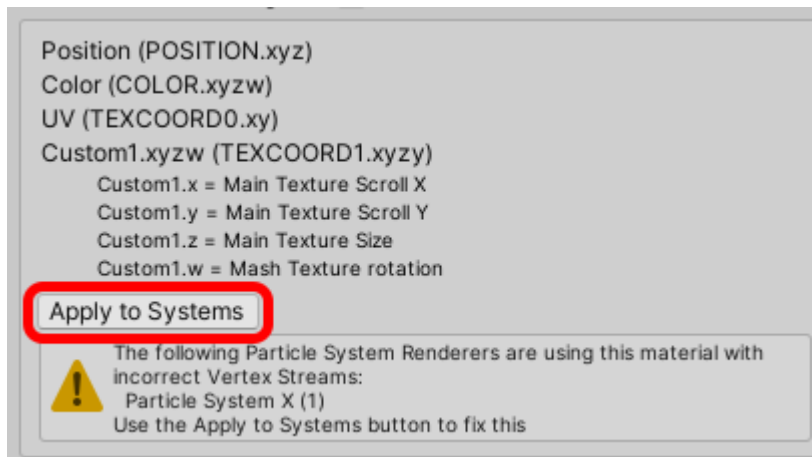 Position (POSITION.xyz)
Color (COLOR.xyzw)
UV (TEXCOORD0.xy)
Custom1.xyzw (TEXCOORD1.xyzy)
Custom1.x = Main Texture Scroll X
Custom1.y = Main Texture Scroll Y
Custom1.z = Main Texture Size
Custom1.w = Mash Texture rotation
Apply to Systems
The following Particle System Renderers are using this material with
incorrect Vertex Streams:
Particle System X (1)
Use the Apply to Systems button to fix this